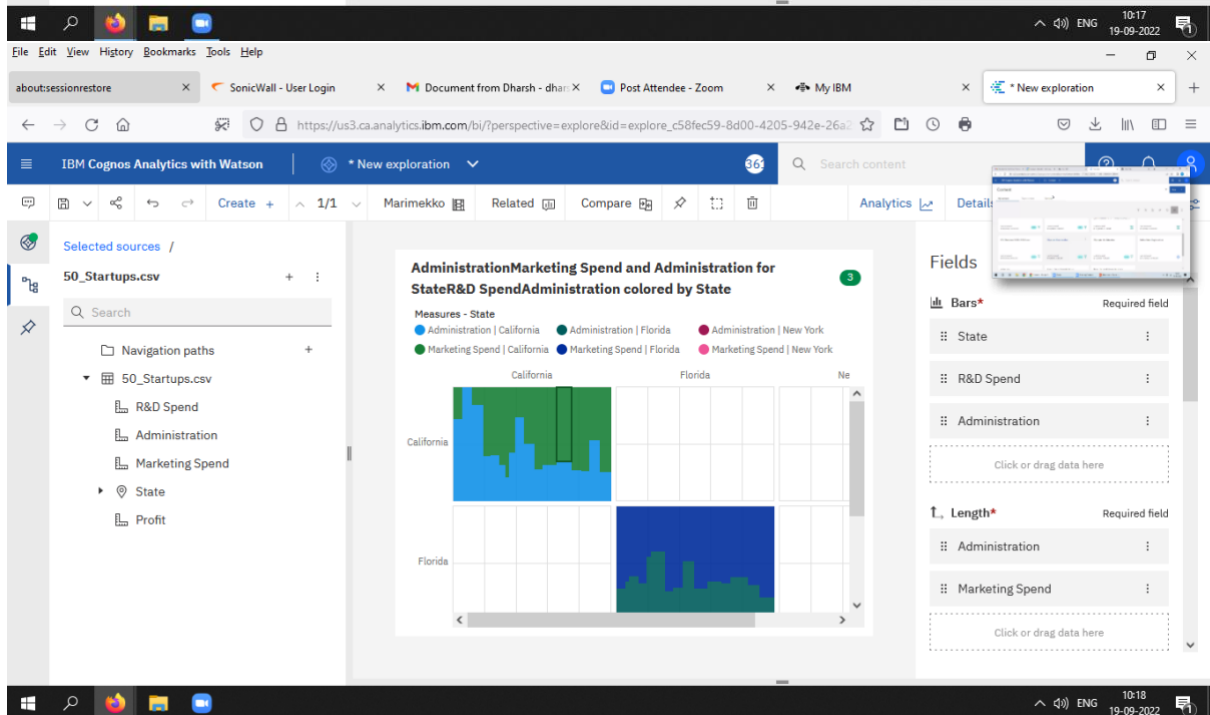 ENG
10:17
19-09-2022
File Edit View History Bookmarks Tools Help
about:sessionrestore
SonicWall - User Login
Document from Dharsh - dhar
Post Attendee - Zoom
My IBM
* New exploration
https://us3.ca.analytics.ibm.com/bi/?perspective=explore&id=explore_c58fec59-8d00-4205-942e-26a2
IBM Cognos Analytics with Watson
* New exploration
Search content
Create +
1/1
Marimekko
Related
Compare
Analytics
Details
Selected sources /
50_Startups.csv
Search
Navigation paths
50_Startups.csv
R&D Spend
Administration
Marketing Spend
State
Profit
AdministrationMarketing Spend and Administration for
StateR&D SpendAdministration colored by State
3
Measures - State
Administration | California Administration | Florida Administration | New York
Marketing Spend | California Marketing Spend | Florida Marketing Spend | New York
California Florida Ne
California
Florida
Fields
Bars* Required field
State
R&D Spend
Administration
Click or drag data here
Length* Required field
Administration
Marketing Spend
Click or drag data here
ENG
10:18
19-09-2022